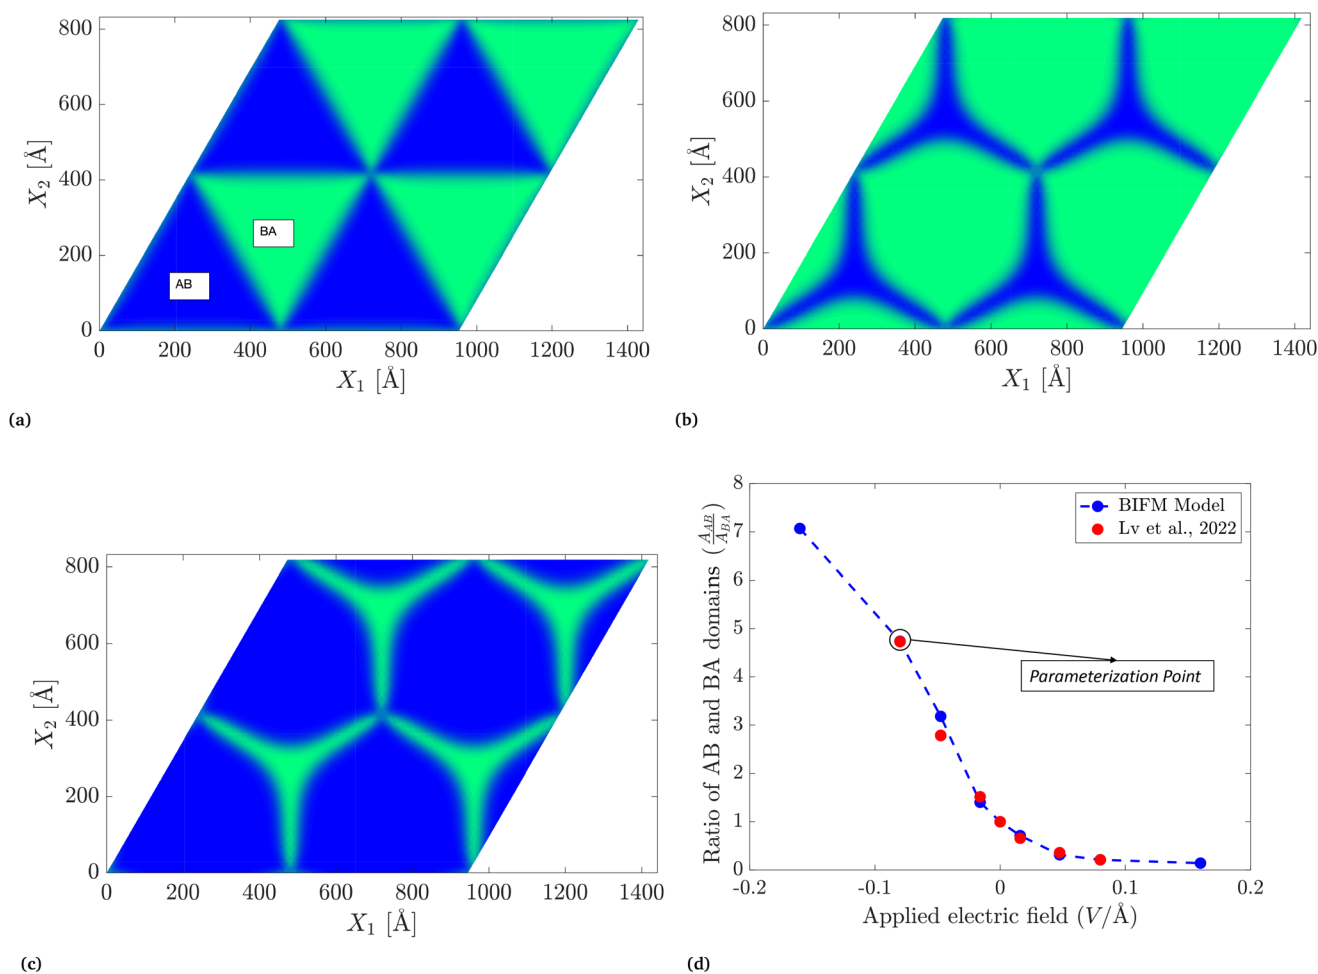 800
600
400
200
0
X₂ [Å]
BA
AB
0 200 400 600 800 1000 1200 1400
X₁ [Å]
(a)
800
600
400
200
0
X₂ [Å]
0 200 400 600 800 1000 1200 1400
X₁ [Å]
(b)
800
600
400
200
0
X₂ [Å]
0 200 400 600 800 1000 1200 1400
X₁ [Å]
(c)
8
7
6
5
4
3
2
1
0
Ratio of AB and BA domains (A_AB/A_BA)
BIFM Model
Lv et al., 2022
Parameterization Point
-0.2 -0.1 0 0.1 0.2
Applied electric field (V/Å)
(d)